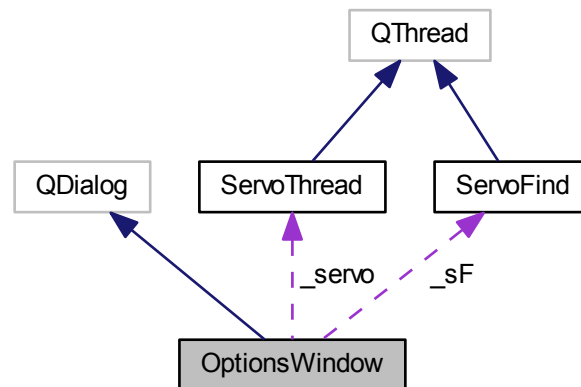 QThread
QDialog
ServoThread
ServoFind
_servo
_sF
OptionsWindow